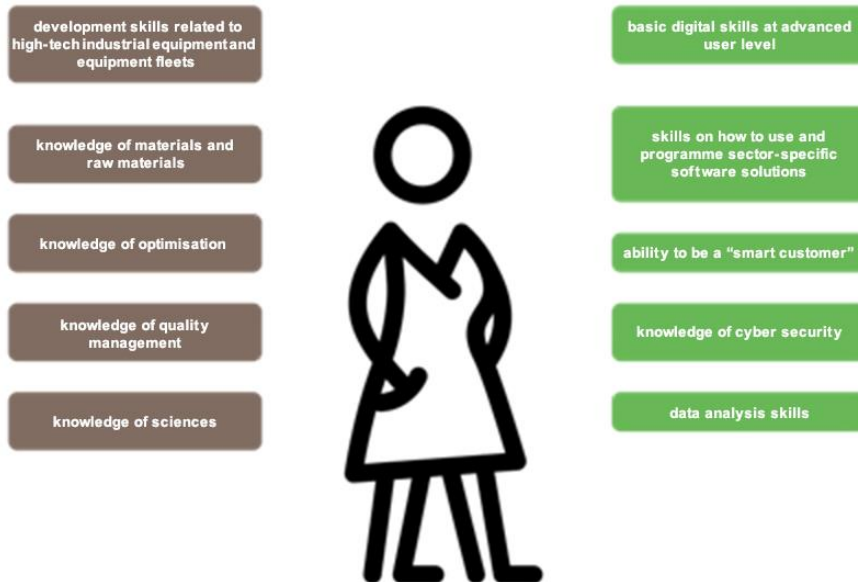 development skills related to
high-tech industrial equipment and
equipment fleets
knowledge of materials and
raw materials
knowledge of optimisation
knowledge of quality
management
knowledge of sciences
basic digital skills at advanced
user level
skills on how to use and
programme sector-specific
software solutions
ability to be a “smart customer”
knowledge of cyber security
data analysis skills